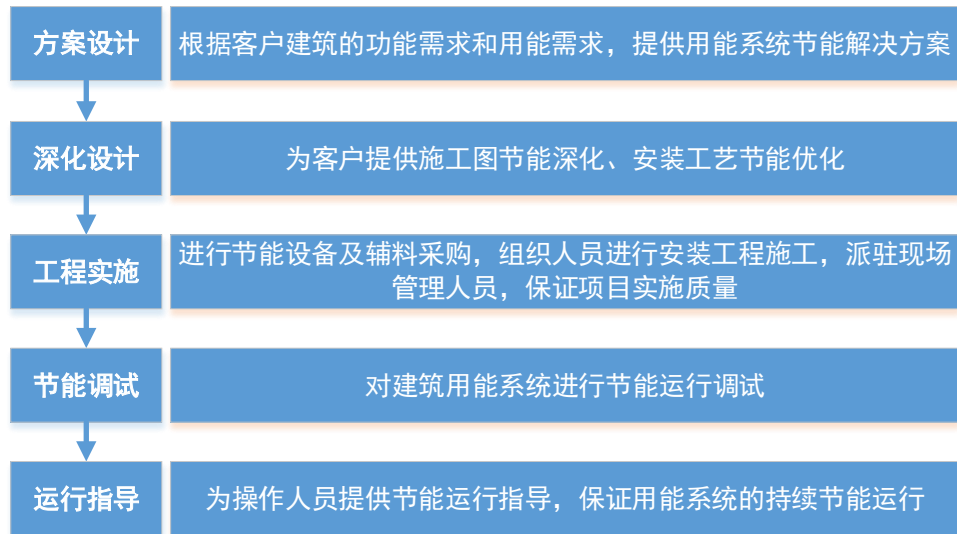 方案设计
根据客户建筑的功能需求和用能需求，提供用能系统节能解决方案
深化设计
为客户提供施工图节能深化、安装工艺节能优化
工程实施
进行节能设备及辅料采购，组织人员进行安装工程施工，派驻现场
管理人员，保证项目实施质量
节能调试
对建筑用能系统进行节能运行调试
运行指导
为操作人员提供节能运行指导，保证用能系统的持续节能运行